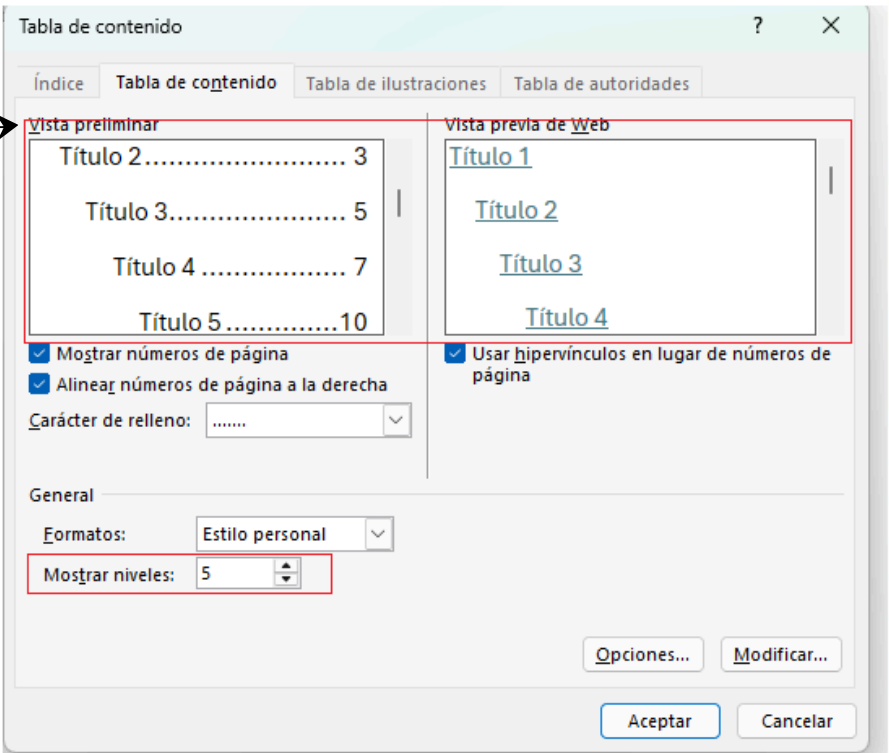 Tabla de contenido ?
Índice Tabla de contenido Tabla de ilustraciones Tabla de autoridades
Vista preliminar
Título 2........................ 3
Título 3..................... 5
Título 4 .................. 7
Título 5 ..............10
Mostrar números de página
Alinear números de página a la derecha
Carácter de relleno: .......
Vista previa de Web
Título 1
Título 2
Título 3
Título 4
Usar hipervínculos en lugar de números de
página
General
Formatos: Estilo personal
Mostrar niveles: 5
Opciones... Modificar...
Aceptar Cancelar